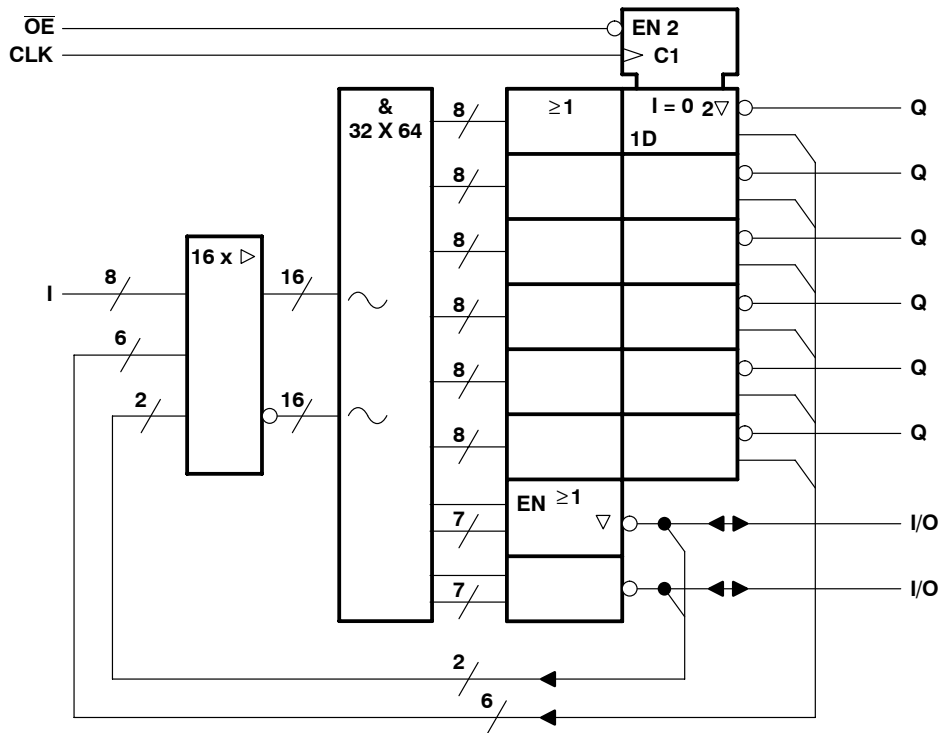 OE
EN 2
CLK
C1
&
32 X 64
8
≥1
I = 0
2▽
1D
Q
8
Q
8
Q
16 x ▷
I
8
16
8
Q
6
8
Q
2
16
8
Q
EN ≥1
▽
7
I/O
7
I/O
2
6